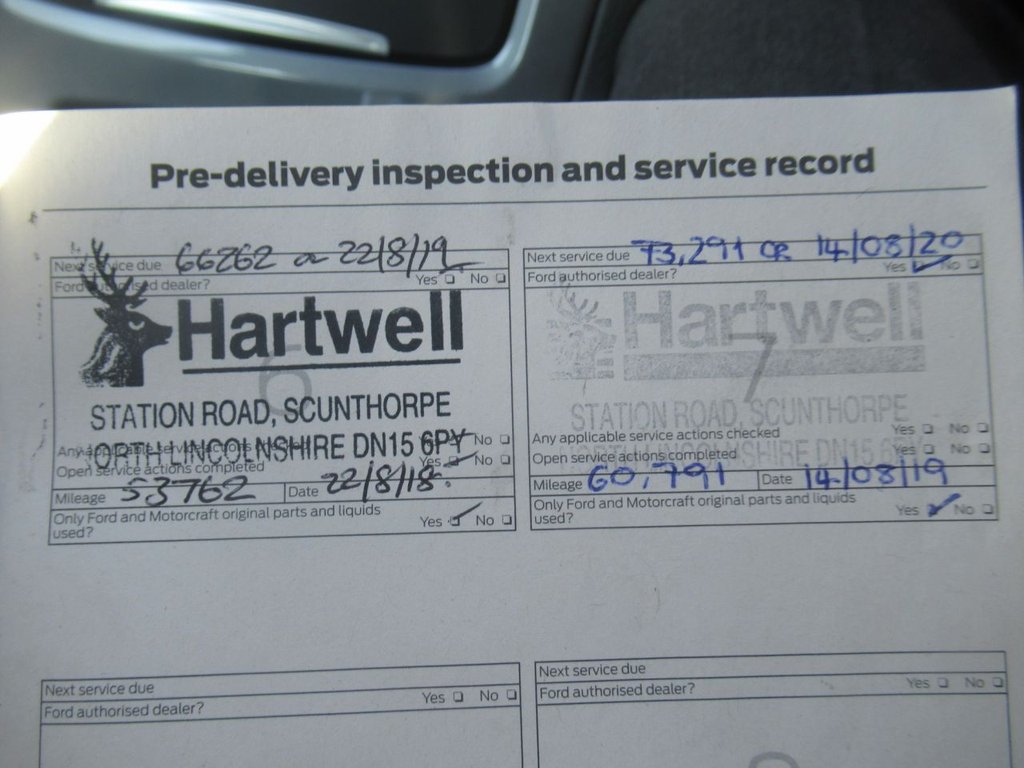 Pre-delivery inspection and service record
Next service due 66262 or 22/8/19
Ford authorised dealer? Yes No
Hartwell
6
STATION ROAD, SCUNTHORPE
NORTH LINCOLNSHIRE DN15 6PY
Any applicable service actions checked Yes No
Open service actions completed Yes No
Mileage 53762 Date 22/8/18.
Only Ford and Motorcraft original parts and liquids
used? Yes No
Next service due 73,291 OR 14/08/20
Ford authorised dealer? Yes No
Hartwell
7
STATION ROAD, SCUNTHORPE
Any applicable service actions checked Yes No
NORTH LINCOLNSHIRE DN15 6PY
Open service actions completed Yes No
Mileage 60,791 Date 14/08/19
Only Ford and Motorcraft original parts and liquids
used? Yes No
Next service due
Ford authorised dealer? Yes No
Next service due
Ford authorised dealer? Yes No